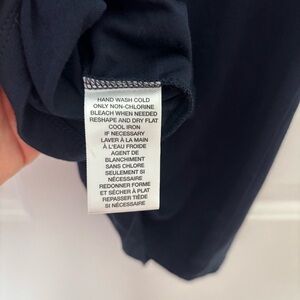 HAND WASH COLD
ONLY NON-CHLORINE
BLEACH WHEN NEEDED
RESHAPE AND DRY FLAT
COOL IRON
IF NECESSARY
LAVER À LA MAIN
À L'EAU FROIDE
AGENT DE
BLANCHIMENT
SANS CHLORE
SEULEMENT SI
NÉCESSAIRE
REDONNER FORME
ET SÉCHER À PLAT
REPASSER TIÈDE
SI NÉCESSAIRE